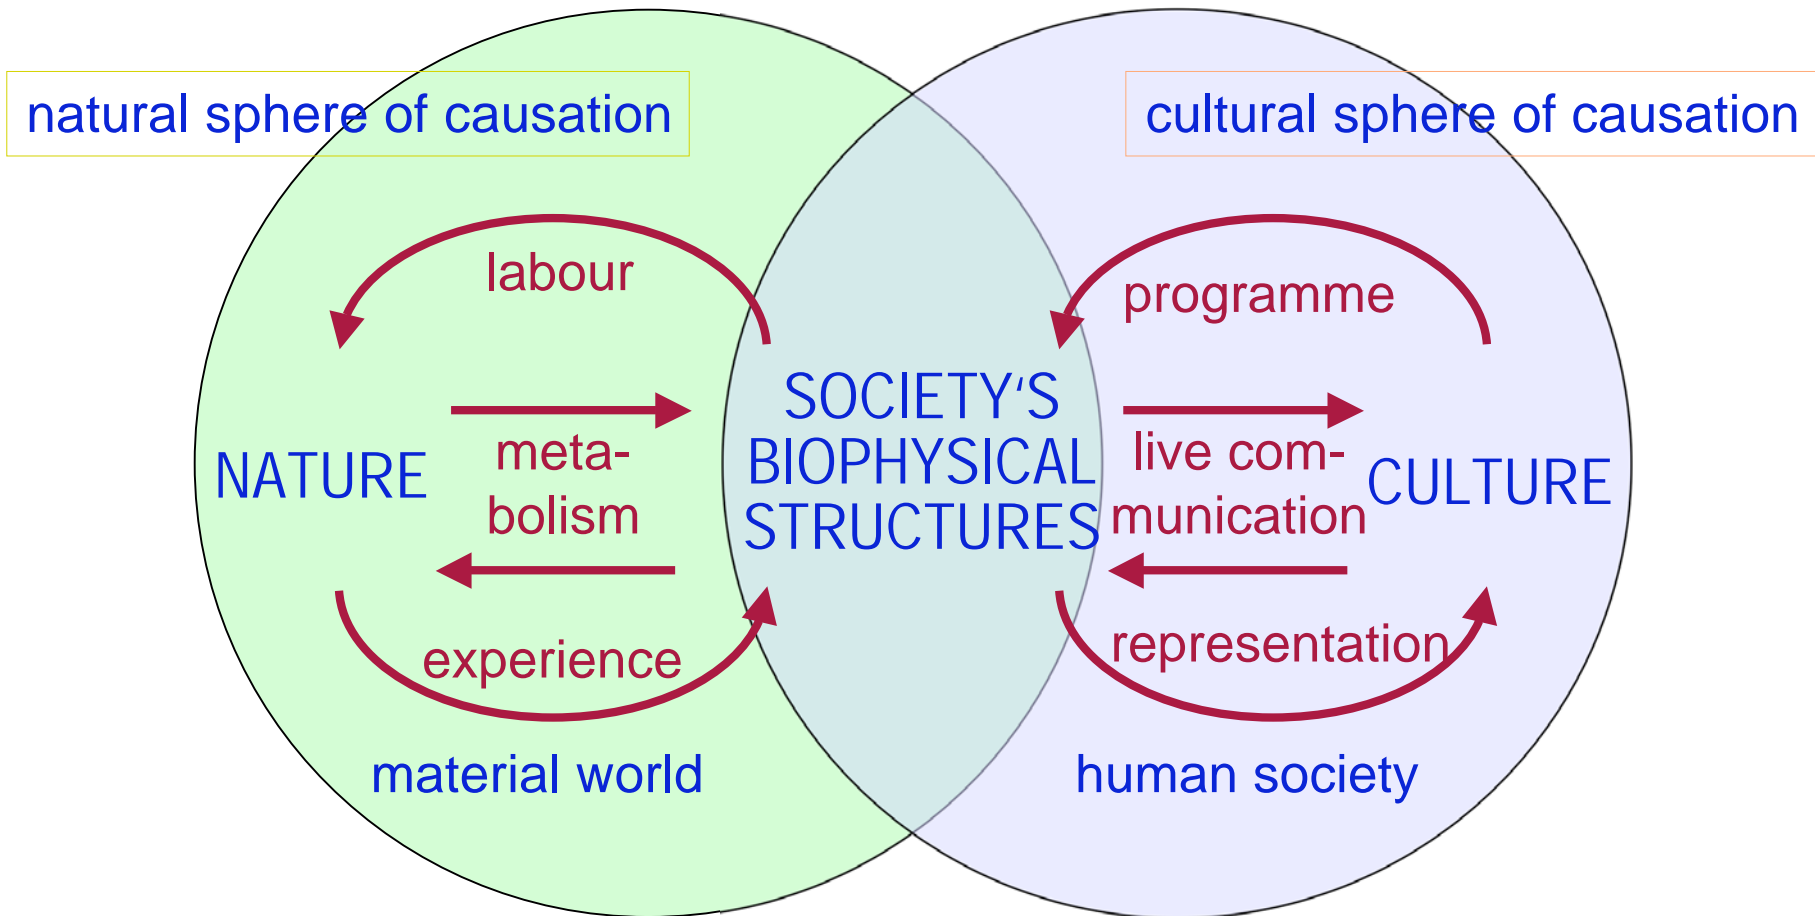 natural sphere of causation
cultural sphere of causation
labour
programme
SOCIETY‘S
BIOPHYSICAL
STRUCTURES
NATURE
meta-
bolism
live com-
munication
CULTURE
experience
representation
material world
human society